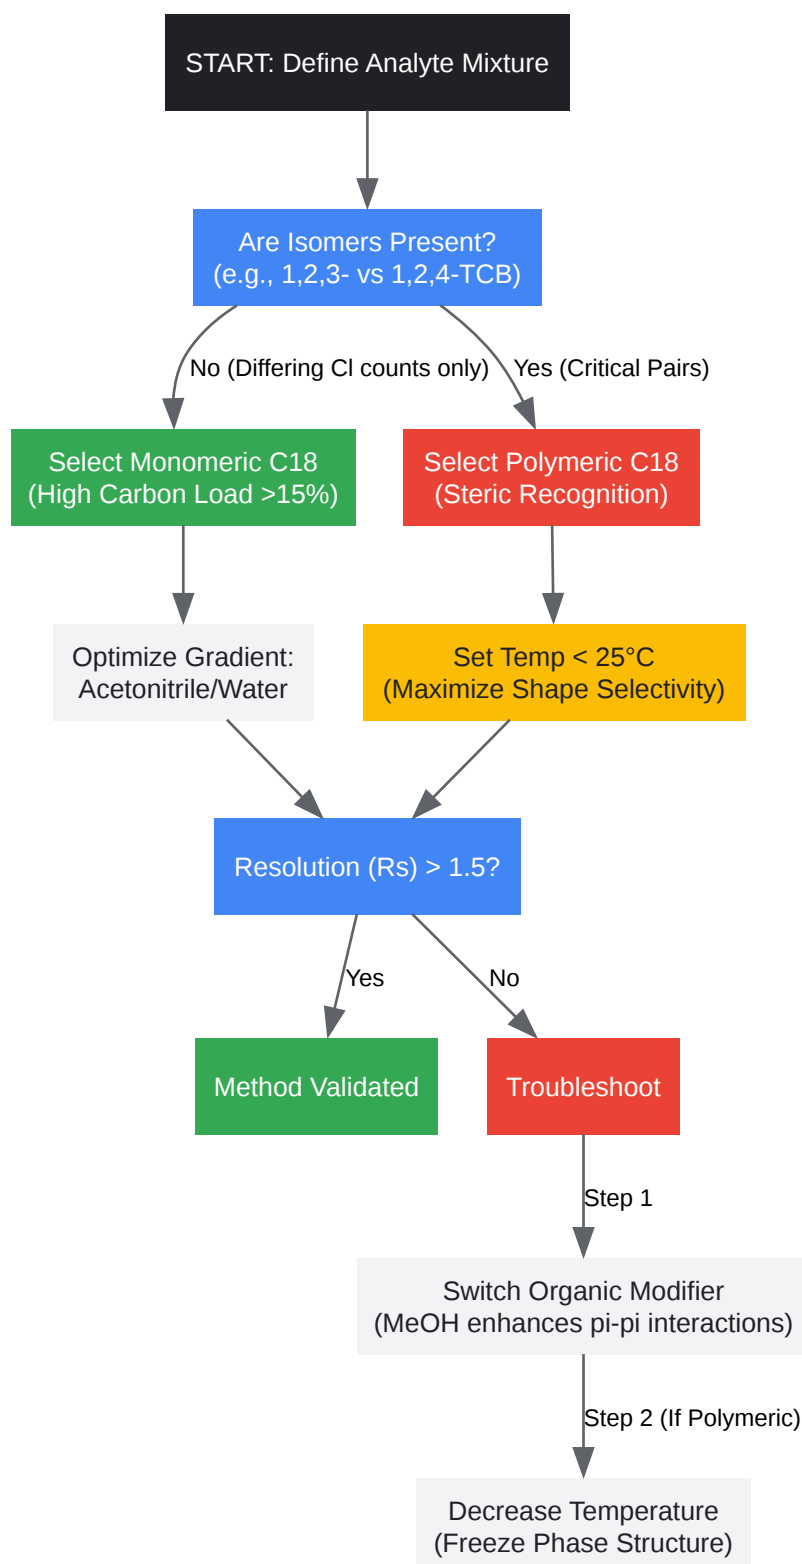 START: Define Analyte Mixture
Are Isomers Present?
(e.g., 1,2,3- vs 1,2,4-TCB)
No (Differing Cl counts only)
Yes (Critical Pairs)
Select Monomeric C18
(High Carbon Load >15%)
Select Polymeric C18
(Steric Recognition)
Optimize Gradient:
Acetonitrile/Water
Set Temp < 25°C
(Maximize Shape Selectivity)
Resolution (Rs) > 1.5?
Yes
No
Method Validated
Troubleshoot
Step 1
Switch Organic Modifier
(MeOH enhances pi-pi interactions)
Step 2 (If Polymeric)
Decrease Temperature
(Freeze Phase Structure)